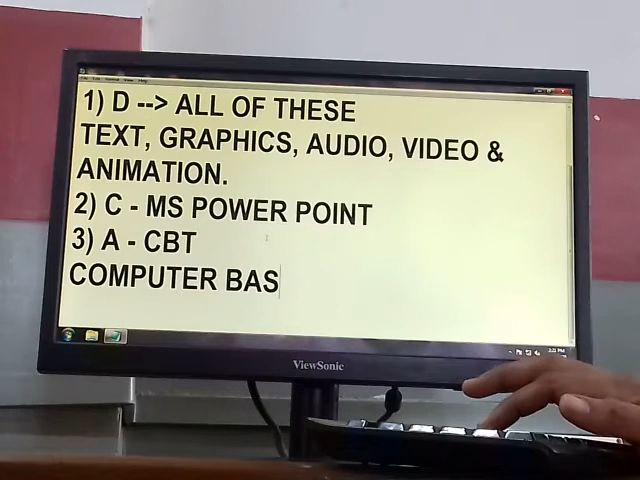 1) D --> ALL OF THESE
TEXT, GRAPHICS, AUDIO, VIDEO &
ANIMATION.
2) C - MS POWER POINT
3) A - CBT
COMPUTER BAS
ViewSonic